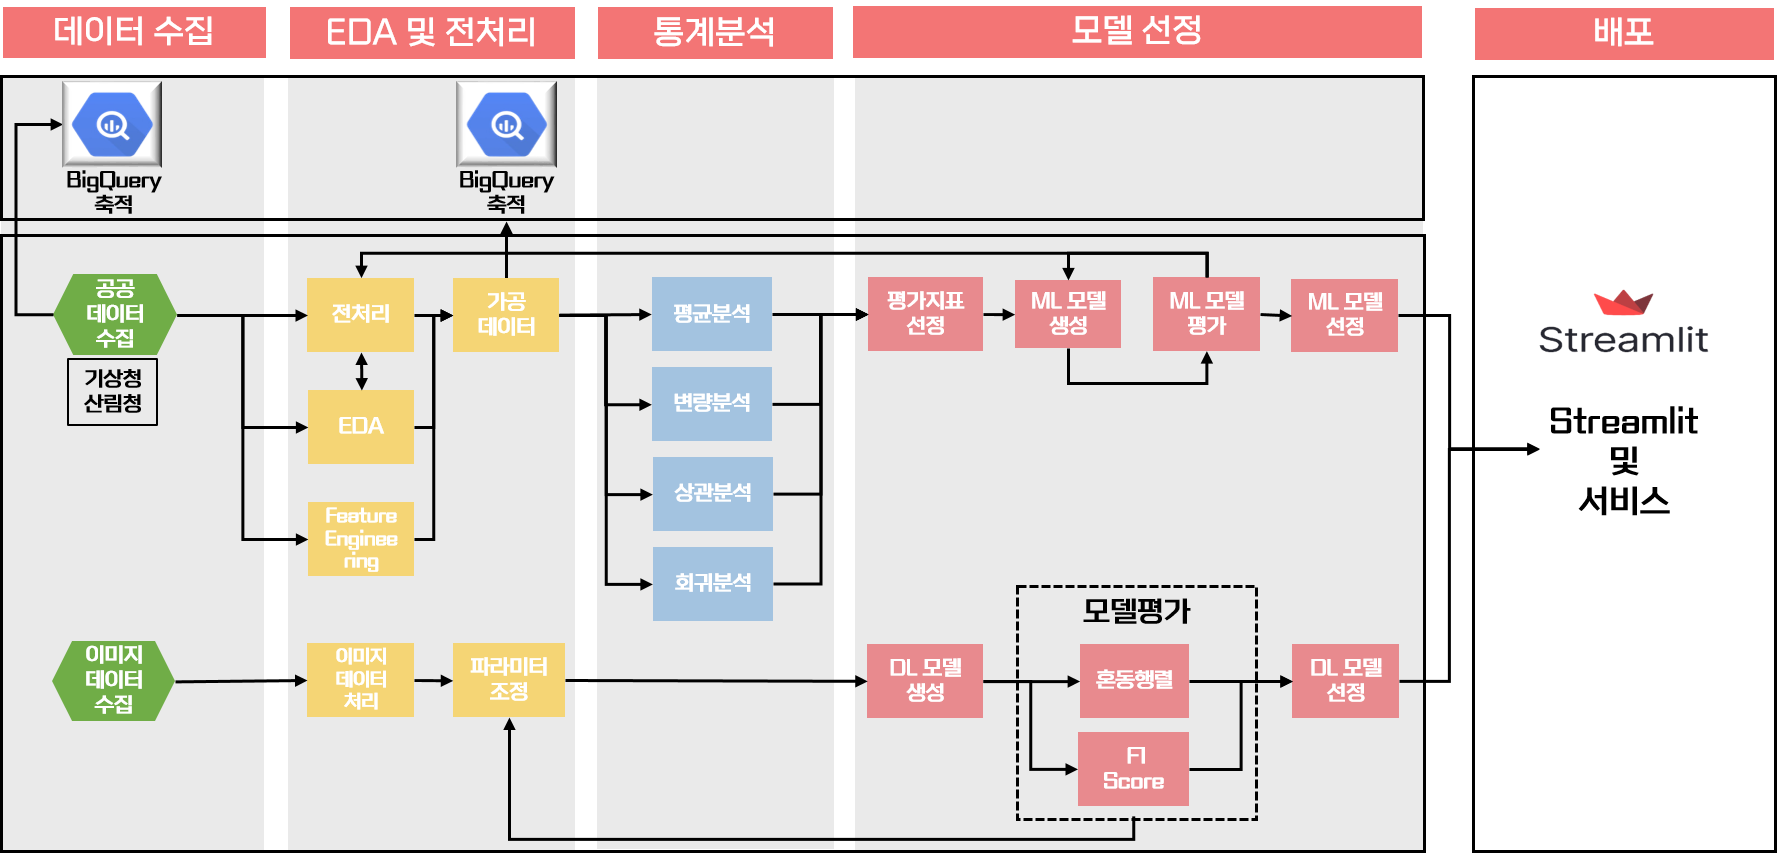 데이터 수집
EDA 및 전처리
통계분석
모델 선정
배포
BigQuery
축적
BigQuery
축적
공공
데이터
수집
기상청
산림청
전처리
EDA
Feature
Enginee
ring
가공
데이터
평균분석
변량분석
상관분석
회귀분석
평가지표
선정
ML 모델
생성
ML 모델
평가
ML 모델
선정
이미지
데이터
수집
이미지
데이터
처리
파라미터
조정
DL 모델
생성
모델평가
혼동행렬
F1
Score
DL 모델
선정
Streamlit
Streamlit
및
서비스